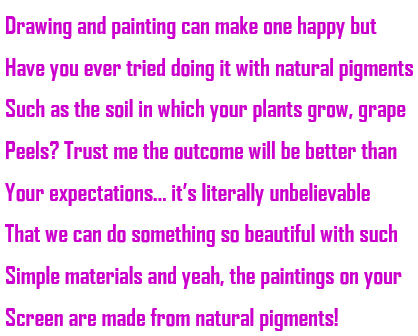 Drawing and painting can make one happy but
Have you ever tried doing it with natural pigments
Such as the soil in which your plants grow, grape
Peels? Trust me the outcome will be better than
Your expectations... it's literally unbelievable
That we can do something so beautiful with such
Simple materials and yeah, the paintings on your
Screen are made from natural pigments!